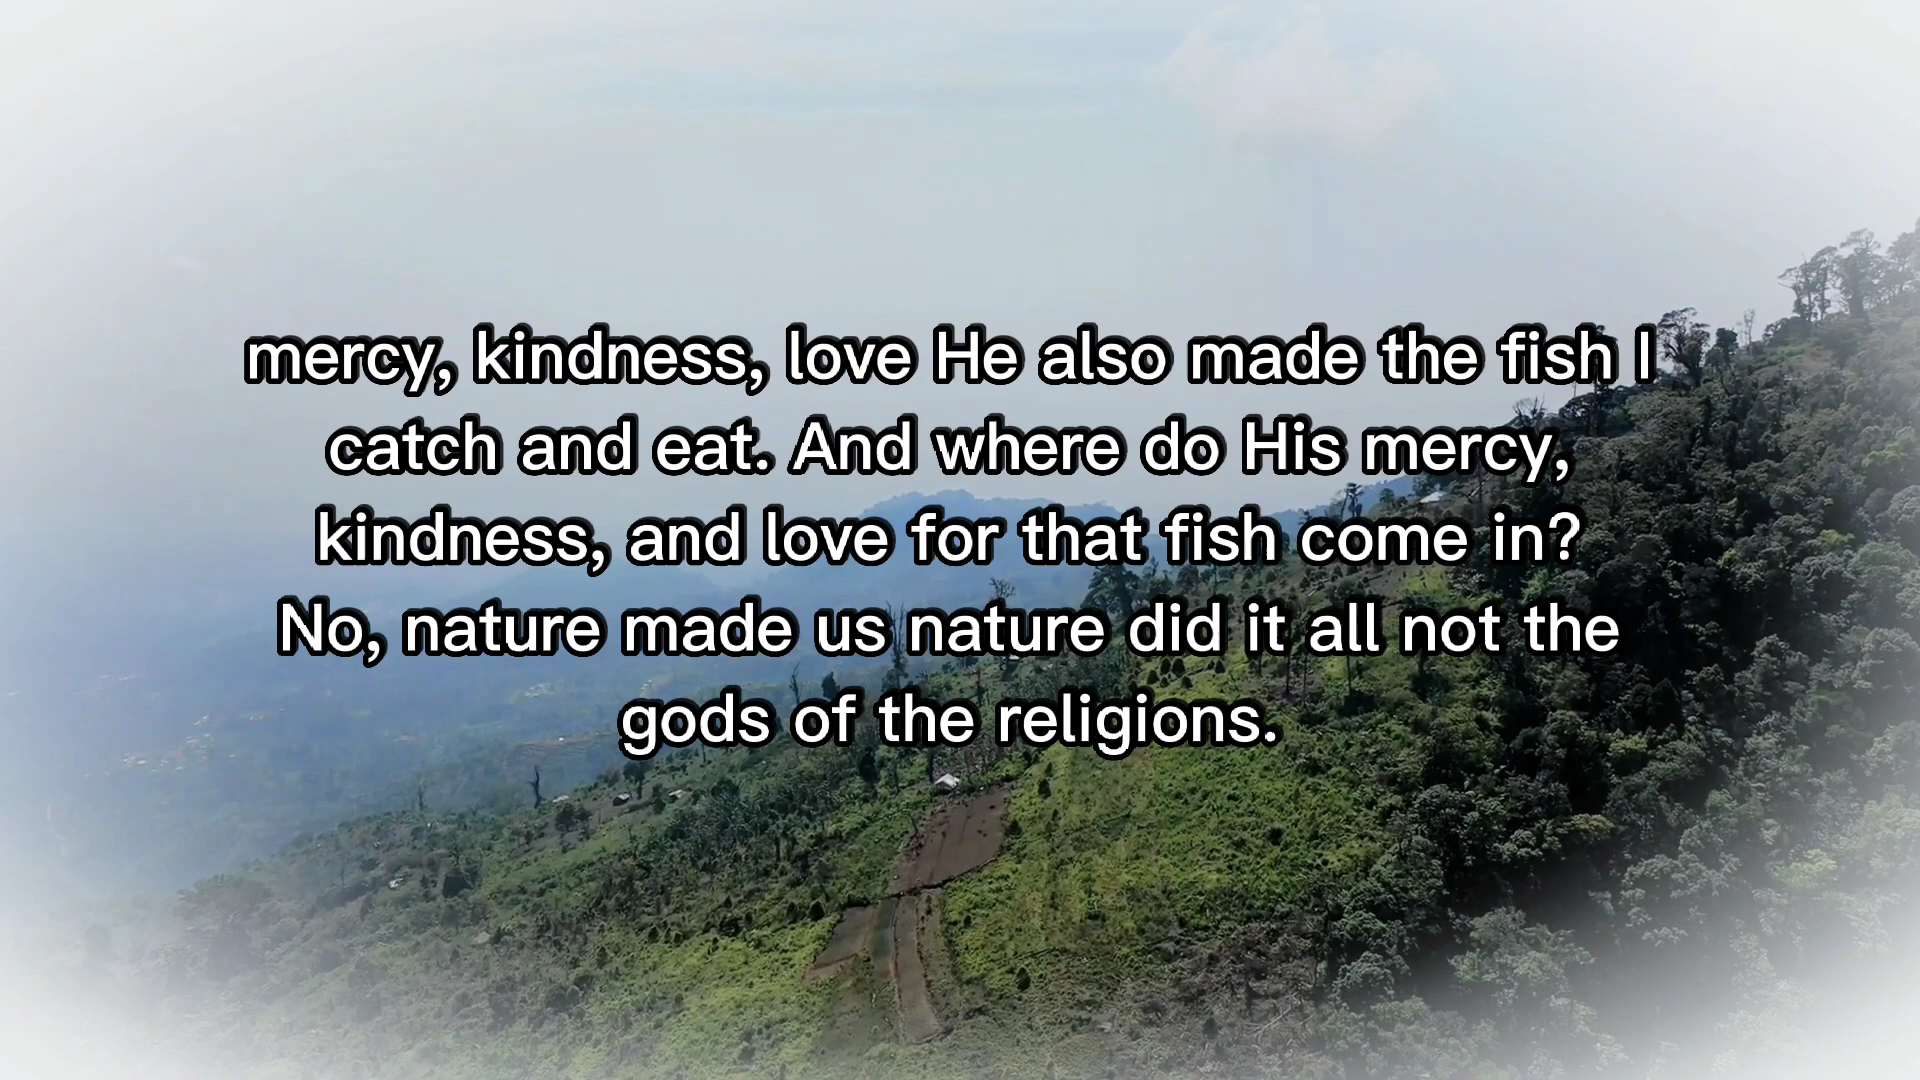 mercy, kindness, love He also made the fish I
catch and eat. And where do His mercy,
kindness, and love for that fish come in?
No, nature made us nature did it all not the
gods of the religions.